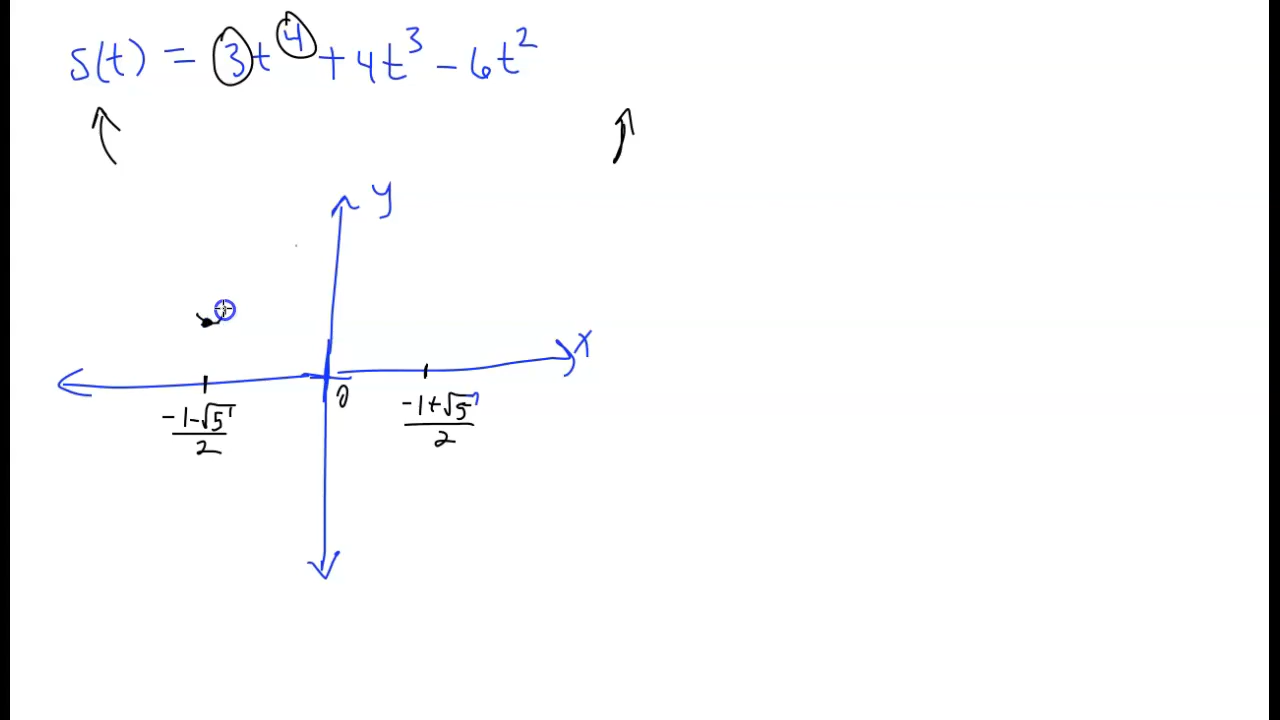 s(t) = 3t⁴ + 4t³ - 6t²
y
x
0
-1-√5
2
-1+√5
2